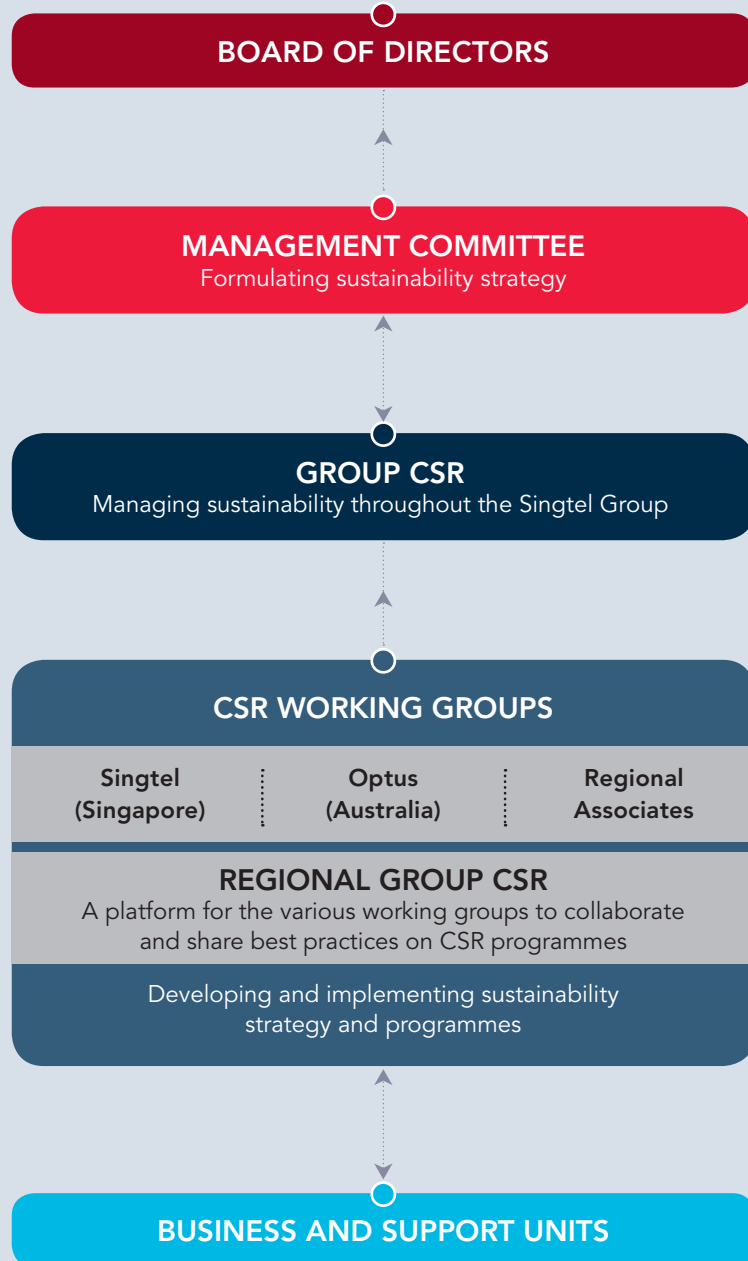 BOARD OF DIRECTORS
MANAGEMENT COMMITTEE
Formulating sustainability strategy
GROUP CSR
Managing sustainability throughout the Singtel Group
CSR WORKING GROUPS
Singtel
(Singapore)
Optus
(Australia)
Regional
Associates
REGIONAL GROUP CSR
A platform for the various working groups to collaborate
and share best practices on CSR programmes
Developing and implementing sustainability
strategy and programmes
BUSINESS AND SUPPORT UNITS